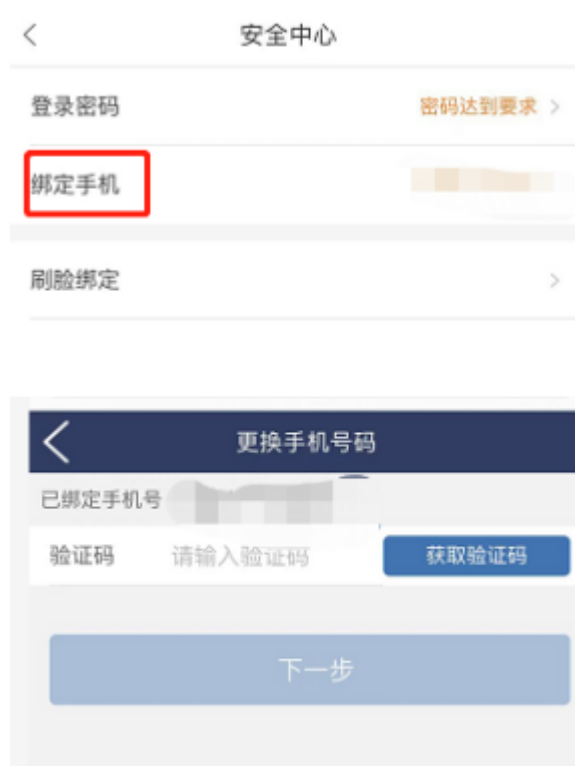 安全中心
登录密码 密码达到要求
绑定手机
刷脸绑定
更换手机号码
已绑定手机号
验证码 请输入验证码 获取验证码
下一步